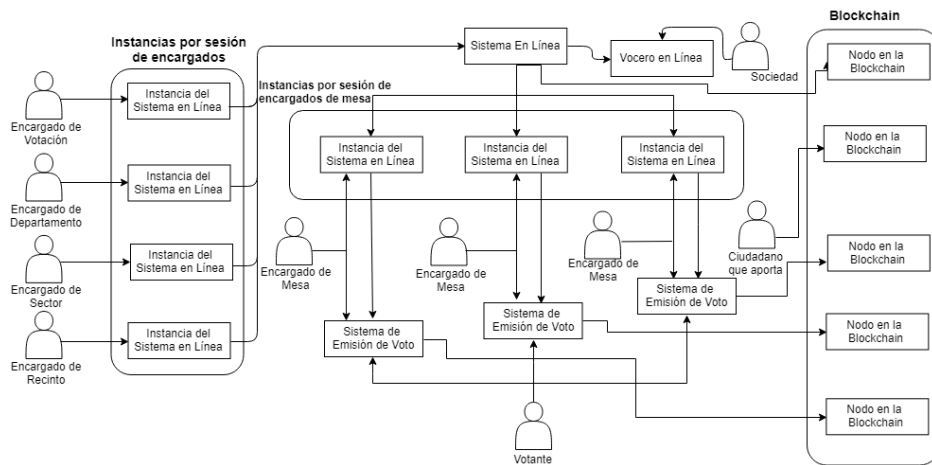 Blockchain
Instancias por sesión
de encargados
Sistema En Línea
Vocero en Línea
Sociedad
Nodo en la
Blockchain
Instancias por sesión de
encargados de mesa
Instancia del
Sistema en Línea
Encargado de
Votación
Instancia del
Sistema en Línea
Instancia del
Sistema en Línea
Instancia del
Sistema en Línea
Nodo en la
Blockchain
Instancia del
Sistema en Línea
Encargado de
Departamento
Encargado de
Mesa
Encargado de
Mesa
Encargado de
Mesa
Ciudadano
que aporta
Nodo en la
Blockchain
Instancia del
Sistema en Línea
Encargado de
Sector
Sistema de
Emisión de Voto
Sistema de
Emisión de Voto
Sistema de
Emisión de Voto
Nodo en la
Blockchain
Instancia del
Sistema en Línea
Encargado de
Recinto
Nodo en la
Blockchain
Votante